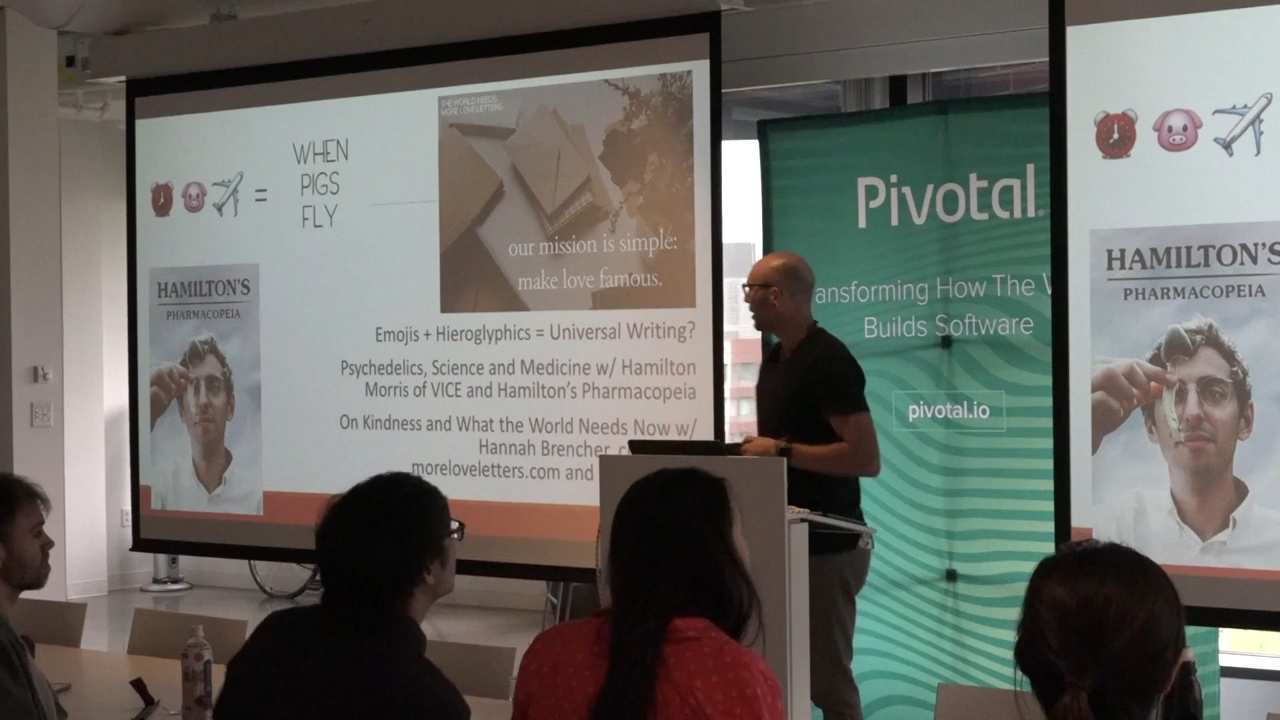 THE WORLD NEEDS
MORE LOVE LETTERS
=
WHEN
PIGS
FLY
our mission is simple:
make love famous.
HAMILTON'S
PHARMACOPEIA
Emojis + Hieroglyphics = Universal Writing?
Psychedelics, Science and Medicine w/ Hamilton
Morris of VICE and Hamilton's Pharmacopeia
On Kindness and What the World Needs Now w/
Hannah Brencher,
moreloveletters.com and
Pivotal
ansforming How The W
Builds Software
pivotal.io
HAMILTON'S
PHARMACOPEIA